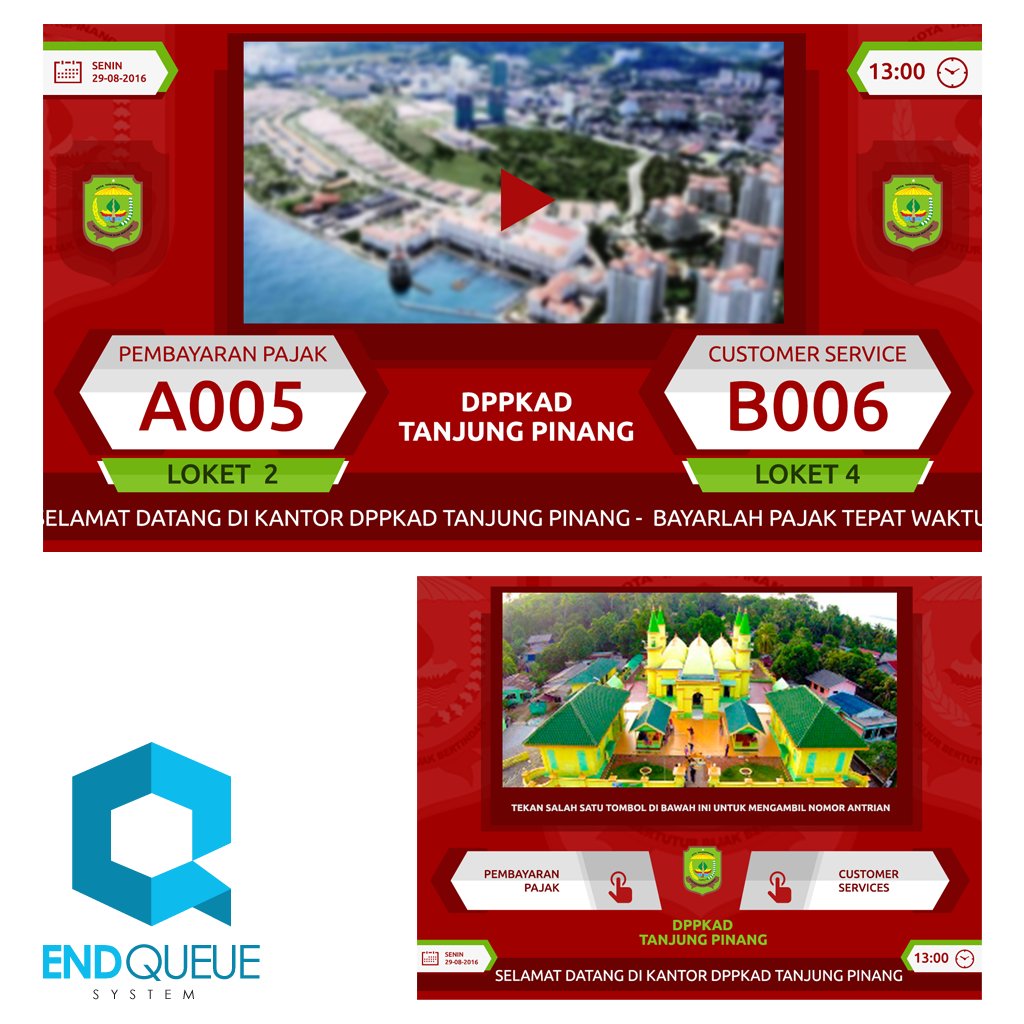 SENIN
29-08-2016
13:00
PEMBAYARAN PAJAK
A005
LOKET 2
DPPKAD
TANJUNG PINANG
CUSTOMER SERVICE
B006
LOKET 4
SELAMAT DATANG DI KANTOR DPPKAD TANJUNG PINANG - BAYARLAH PAJAK TEPAT WAKTU
TEKAN SALAH SATU TOMBOL DI BAWAH INI UNTUK MENGAMBIL NOMOR ANTRIAN
PEMBAYARAN
PAJAK
CUSTOMER
SERVICES
DPPKAD
TANJUNG PINANG
SENIN
29-08-2016
13:00
SELAMAT DATANG DI KANTOR DPPKAD TANJUNG PINANG
ENDQUEUE
SYSTEM